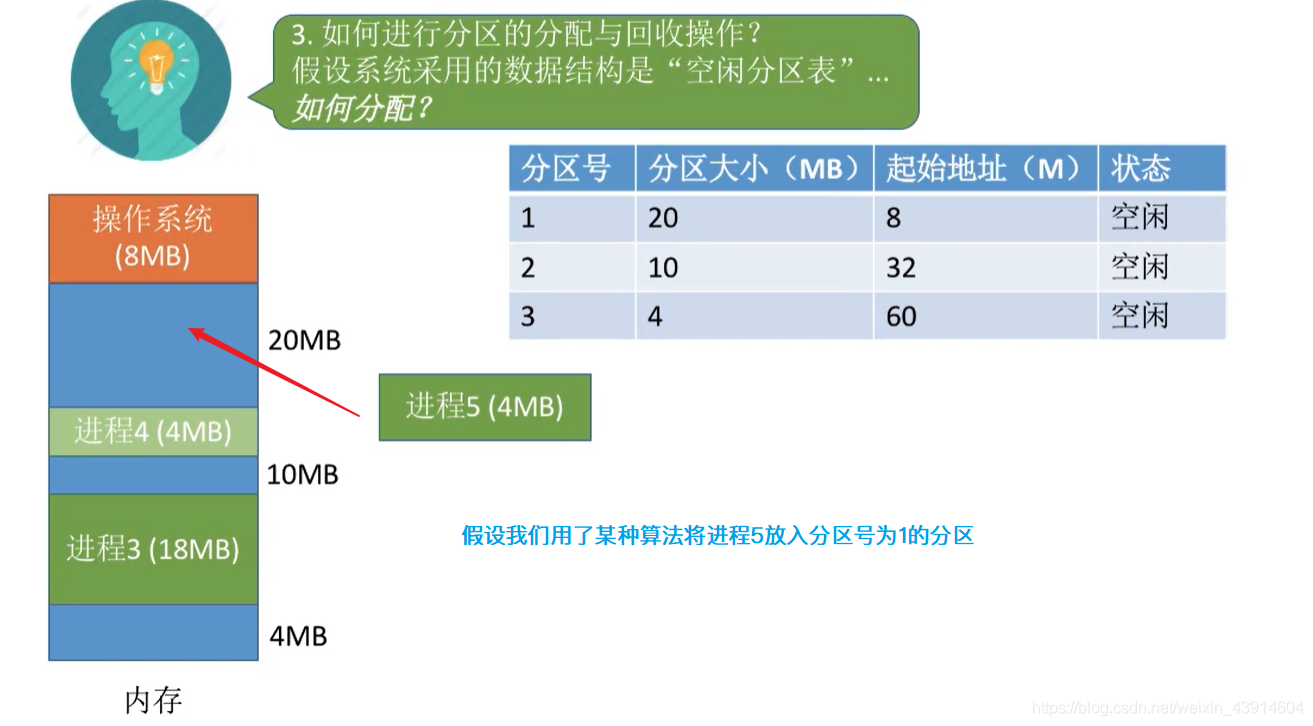 3. 如何进行分区的分配与回收操作？
假设系统采用的数据结构是“空闲分区表”...
如何分配？
分区号 分区大小（MB） 起始地址（M） 状态
1 20 8 空闲
2 10 32 空闲
3 4 60 空闲
操作系统
(8MB)
20MB
进程5 (4MB)
进程4 (4MB)
10MB
假设我们用了某种算法将进程5放入分区号为1的分区
进程3 (18MB)
4MB
内存
https://blog.csdn.net/weixin_43914604